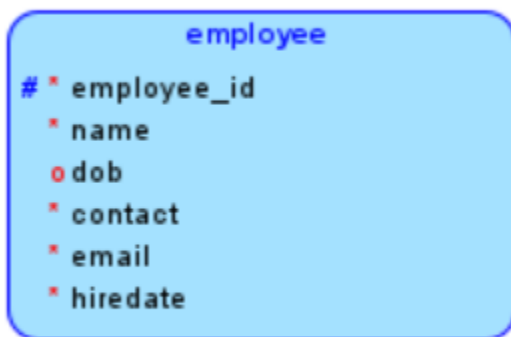 employee
# * employee_id
* name
o dob
* contact
* email
* hiredate